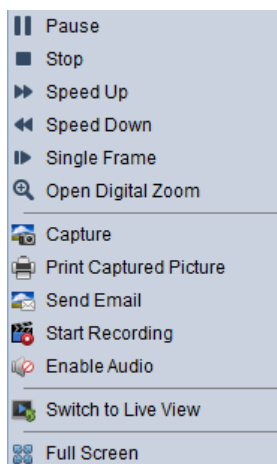 Pause
Stop
Speed Up
Speed Down
Single Frame
Open Digital Zoom
Capture
Print Captured Picture
Send Email
Start Recording
Enable Audio
Switch to Live View
Full Screen